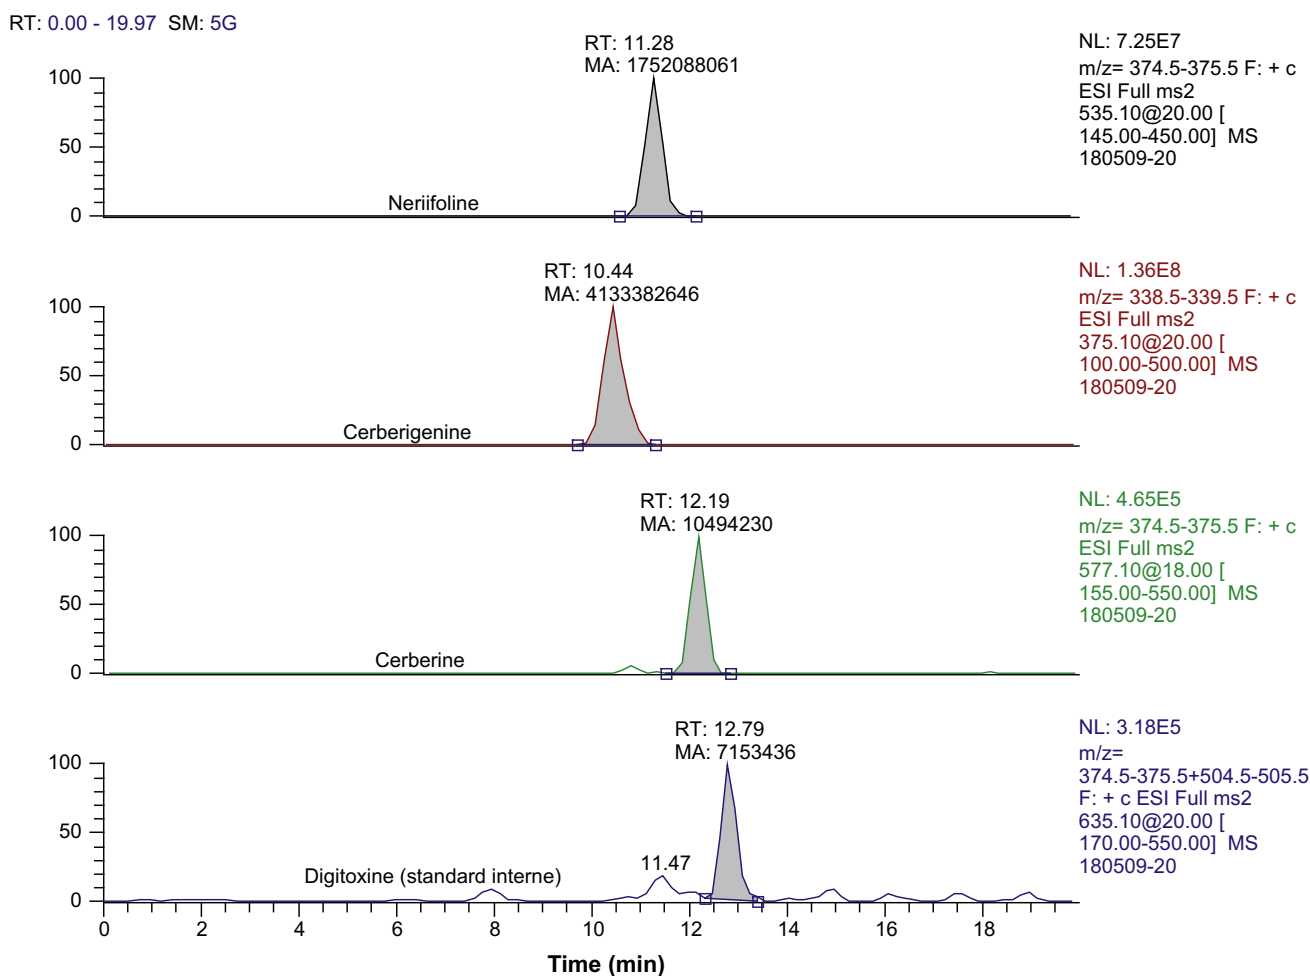 RT: 0.00 - 19.97 SM: 5G
RT: 11.28
MA: 1752088061
NL: 7.25E7
m/z= 374.5-375.5 F: + c
ESI Full ms2
535.10@20.00 [
145.00-450.00] MS
180509-20
100
50
0
Neriifoline
RT: 10.44
MA: 4133382646
NL: 1.36E8
m/z= 338.5-339.5 F: + c
ESI Full ms2
375.10@20.00 [
100.00-500.00] MS
180509-20
100
50
0
Cerberigenine
RT: 12.19
MA: 10494230
NL: 4.65E5
m/z= 374.5-375.5 F: + c
ESI Full ms2
577.10@18.00 [
155.00-550.00] MS
180509-20
100
50
0
Cerberine
RT: 12.79
MA: 7153436
NL: 3.18E5
m/z=
374.5-375.5+504.5-505.5
F: + c ESI Full ms2
635.10@20.00 [
170.00-550.00] MS
180509-20
100
50
0
11.47
Digitoxine (standard interne)
0 2 4 6 8 10 12 14 16 18
Time (min)